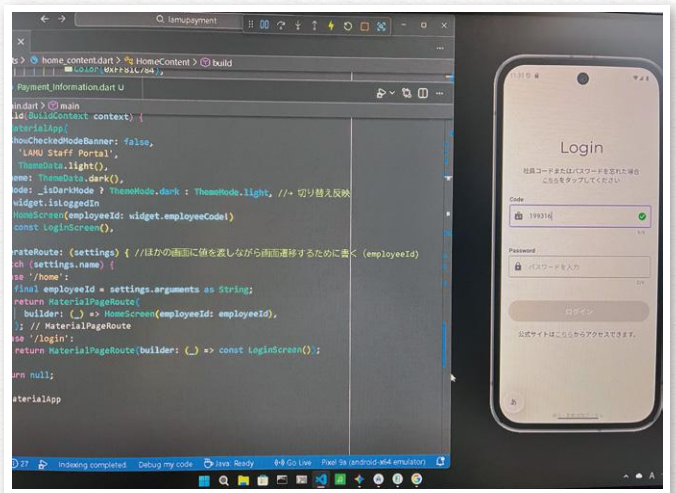 lamupayment
ts > home_content.dart > HomeContent > build
Color(0xFF81C784),
Payment_Information.dart U
in.dart > main
ld(BuildContext context) {
aterialApp(
howCheckedModeBanner: false,
'LAMU Staff Portal',
ThemeData.light(),
eme: ThemeData.dark(),
ode: _isDarkMode ? ThemeMode.dark : ThemeMode.light, //← 切り替え反映
widget.isLoggedIn
HomeScreen(employeeId: widget.employeeCode!)
const LoginScreen(),
erateRoute: (settings) { //ほかの画面に値を渡しながら画面遷移するために書く (employeeId)
ch (settings.name) {
se '/home':
final employeeId = settings.arguments as String;
return MaterialPageRoute(
builder: (_) => HomeScreen(employeeId: employeeId),
); // MaterialPageRoute
se '/login':
return MaterialPageRoute(builder: (_) => const LoginScreen());
urn null;
aterialApp
27 Indexing completed. Debug my code Java: Ready Go Live Pixel 9a (android-x64 emulator)
Login
社員コードまたはパスワードを忘れた場合
こちらをタップしてください
Code
199316
Password
パスワードを入力
ログイン
公式サイトはこちらからアクセスできます。
あ
A